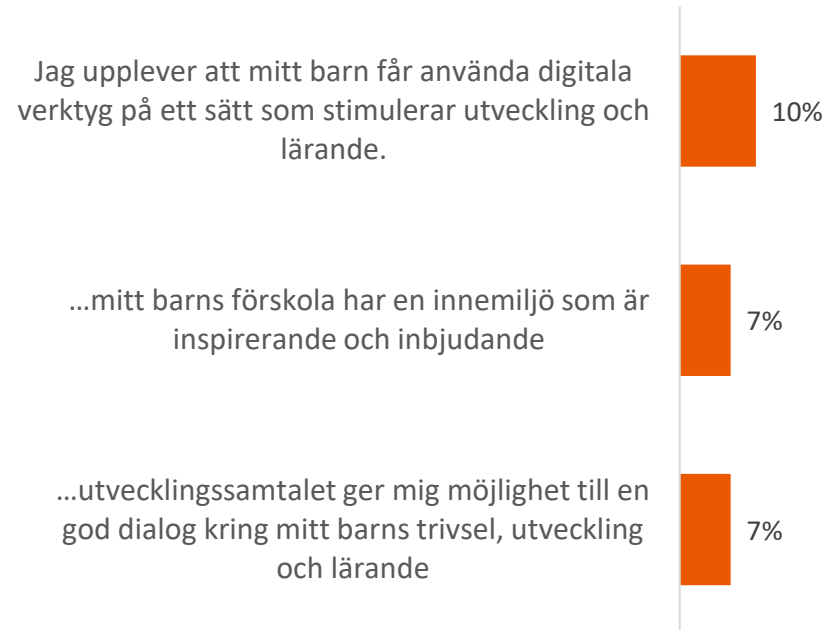 Jag upplever att mitt barn får använda digitala
verktyg på ett sätt som stimulerar utveckling och
lärande.
10%
…mitt barns förskola har en innemiljö som är
inspirerande och inbjudande
7%
…utvecklingssamtalet ger mig möjlighet till en
god dialog kring mitt barns trivsel, utveckling
och lärande
7%